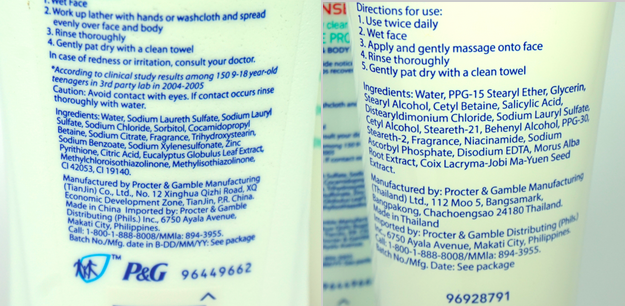 1. Wet Face
2. Work up lather with hands or washcloth and spread
evenly over face and body
3. Rinse thoroughly
4. Gently pat dry with a clean towel
In case of redness or irritation, consult your doctor.
*According to clinical study results among 150 9-18 year-old
teenagers in 3rd party lab in 2004-2005
Caution: Avoid contact with eyes. If contact occurs rinse
thoroughly with water.
Ingredients: Water, Sodium Laureth Sulfate, Sodium Lauryl
Sulfate, Sodium Chloride, Sorbitol, Cocamidopropyl
Betaine, Sodium Citrate, Fragrance, Trihydroxystearin,
Sodium Benzoate, Sodium Xylenesulfonate, Zinc
Pyrithione, Citric Acid, Eucalyptus Globulus Leaf Extract,
Methylchloroisothiazolinone, Methylisothiazolinone,
CI 42053, CI 19140.
Manufactured by Procter & Gamble Manufacturing
(TianJin) Co., Ltd., No. 12 Xinghua Qizhi Road, XQ
Economic Development Zone, TianJin, P.R. China.
Made in China Imported by: Procter & Gamble
Distributing (Phils.) Inc., 6750 Ayala Avenue,
Makati City, Philippines.
Call: 1-800-1-888-8008/MMla: 894-3955.
Batch No./Mfg. date in B-DD/MM/YY: See package
TM
P&G 96449662
Directions for use:
1. Use twice daily
2. Wet face
3. Apply and gently massage onto face
4. Rinse thoroughly
5. Gently pat dry with a clean towel
Ingredients: Water, PPG-15 Stearyl Ether, Glycerin,
Stearyl Alcohol, Cetyl Betaine, Salicylic Acid,
Distearyldimonium Chloride, Sodium Lauryl Sulfate,
Cetyl Alcohol, Steareth-21, Behenyl Alcohol, PPG-30,
Steareth-2, Fragrance, Niacinamide, Sodium
Ascorbyl Phosphate, Disodium EDTA, Morus Alba
Root Extract, Coix Lacryma-Jobi Ma-Yuen Seed
Extract.
Manufactured by: Procter & Gamble Manufacturing
(Thailand) Ltd., 112 Moo 5, Bangsamark,
Bangpakong, Chachoengsao 24180 Thailand.
Made in Thailand
Imported by: Procter & Gamble Distributing (Phils.)
Inc., 6750 Ayala Avenue, Makati City, Philippines
Call: 1-800-1-888-8008/MMla: 894-3955.
Batch No./Mfg. Date: See package
96928791